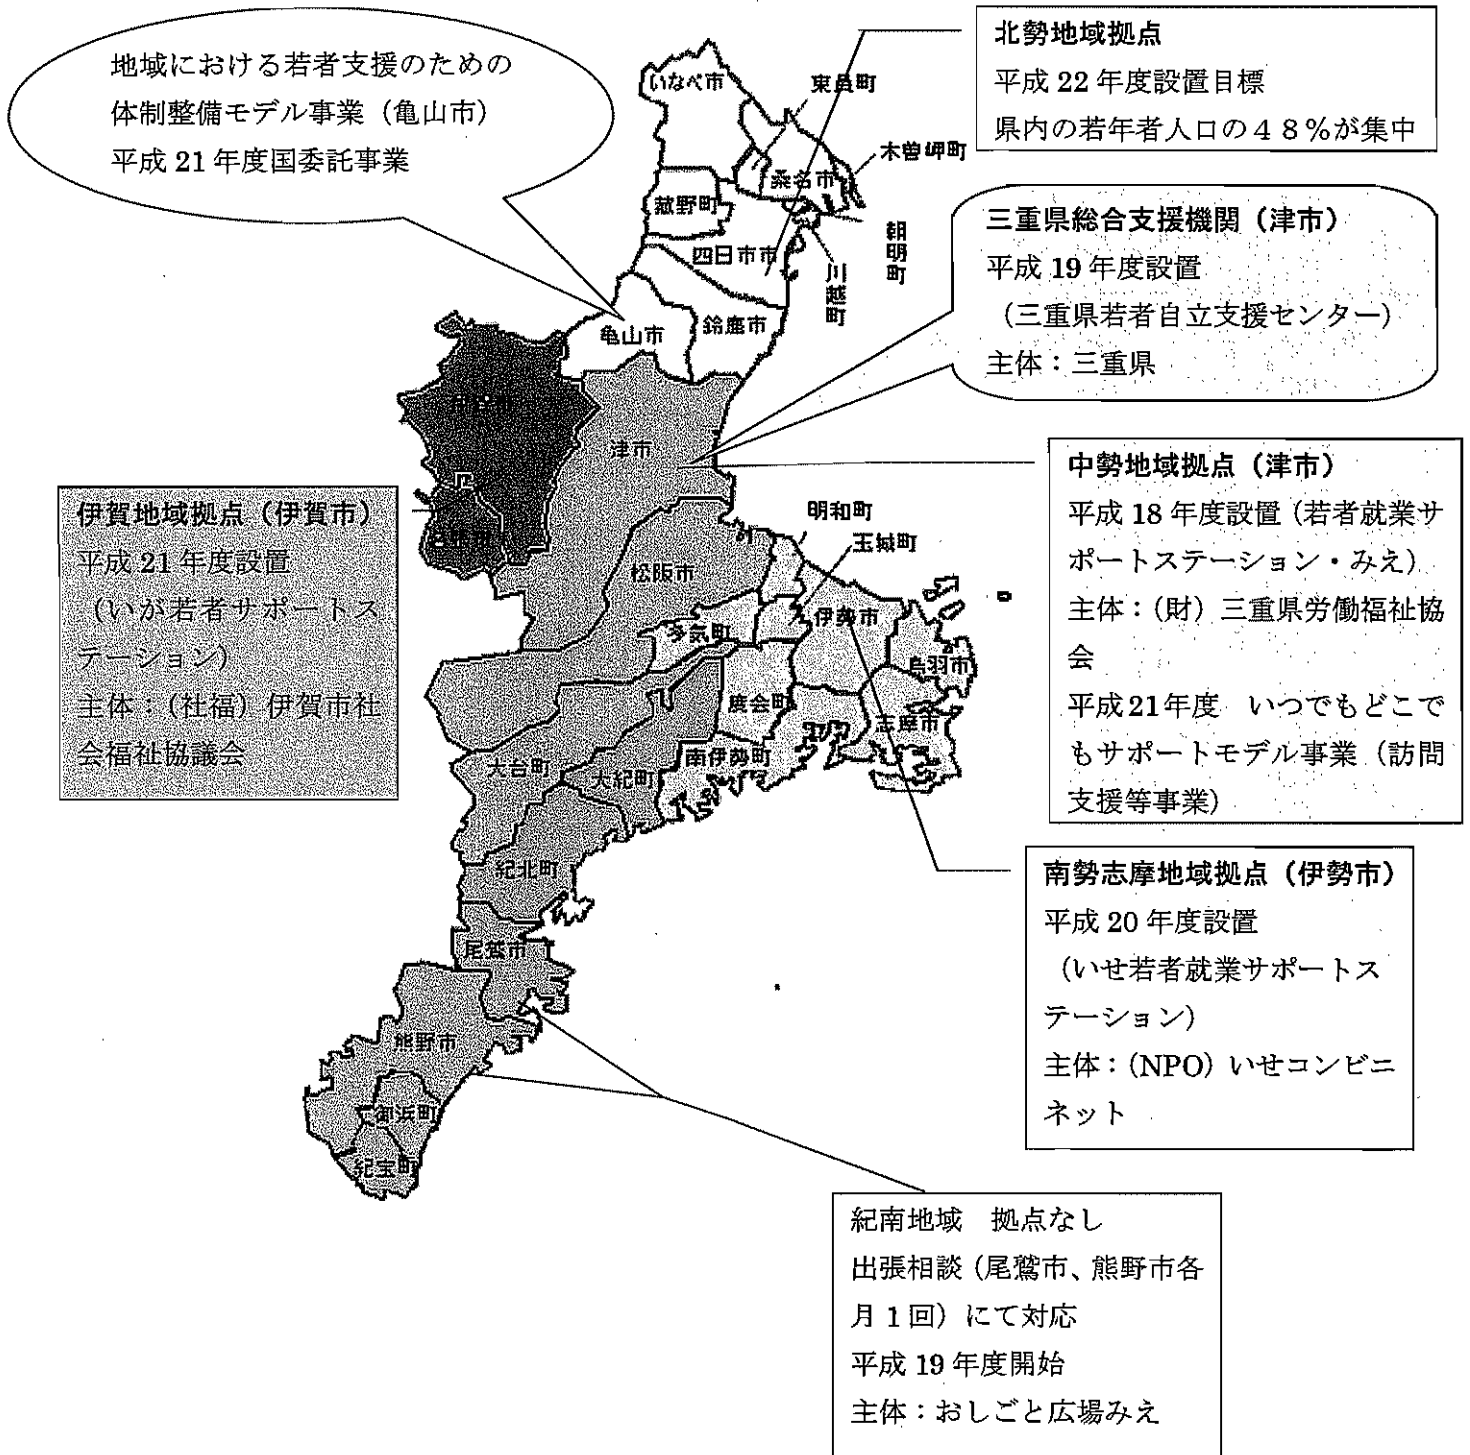 地域における若者支援のための
体制整備モデル事業（亀山市）
平成 21 年度国委託事業
北勢地域拠点
平成 22 年度設置目標
県内の若年者人口の４８％が集中
三重県総合支援機関（津市）
平成 19 年度設置
（三重県若者自立支援センター）
主体：三重県
中勢地域拠点（津市）
平成 18 年度設置（若者就業サ
ポートステーション・みえ）
主体：（財）三重県労働福祉協
会
平成 21 年度　いつでもどこで
もサポートモデル事業（訪問
支援等事業）
伊賀地域拠点（伊賀市）
平成 21 年度設置
（いが若者サポートス
テーション）
主体：（社福）伊賀市社
会福祉協議会
南勢志摩地域拠点（伊勢市）
平成 20 年度設置
（いせ若者就業サポートス
テーション）
主体：（NPO）いせコンビニ
ネット
紀南地域　拠点なし
出張相談（尾鷲市、熊野市各
月 1 回）にて対応
平成 19 年度開始
主体：おしごと広場みえ
いなべ市
東員町
木曽岬町
桑名市
菰野町
朝明町
四日市市
川越町
亀山市
鈴鹿市
津市
明和町
玉城町
松阪市
伊勢市
多気町
鳥羽市
度会町
志摩市
南伊勢町
大台町
大紀町
紀北町
尾鷲市
熊野市
御浜町
紀宝町